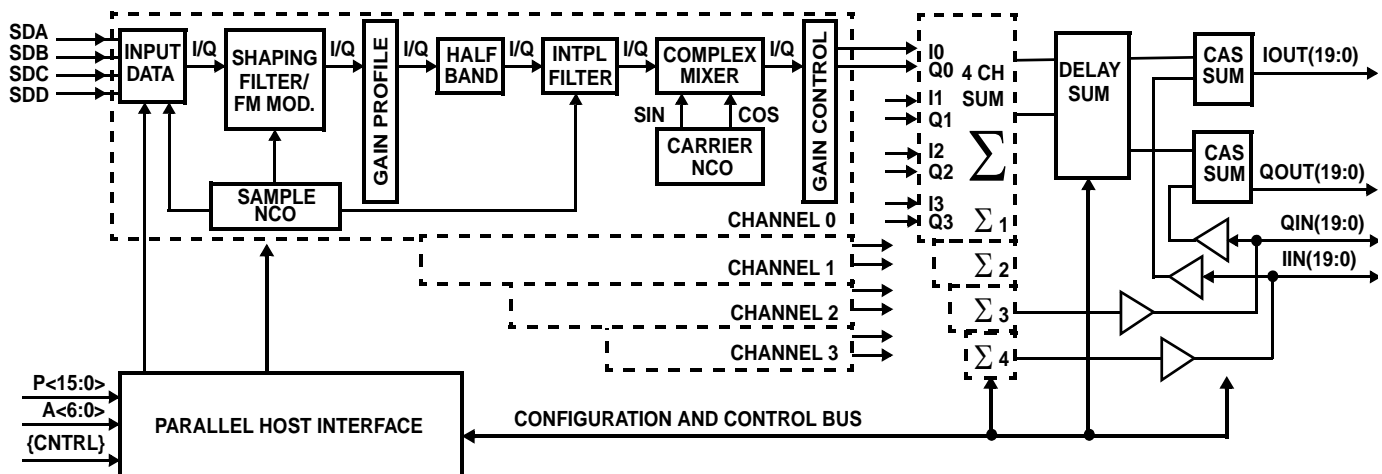 SDA
SDB
SDC
SDD
INPUT
DATA
I/Q
SHAPING
FILTER/
FM MOD.
I/Q
GAIN PROFILE
I/Q
HALF
BAND
I/Q
INTPL
FILTER
I/Q
COMPLEX
MIXER
I/Q
GAIN CONTROL
SIN
COS
CARRIER
NCO
SAMPLE
NCO
CHANNEL 0
CHANNEL 1
CHANNEL 2
CHANNEL 3
I0
Q0
4 CH
SUM
I1
Q1
∑
I2
Q2
I3
Q3
∑ 1
∑ 2
∑ 3
∑ 4
DELAY
SUM
CAS
SUM
IOUT(19:0)
CAS
SUM
QOUT(19:0)
QIN(19:0)
IIN(19:0)
P<15:0>
A<6:0>
{CNTRL}
PARALLEL HOST INTERFACE
CONFIGURATION AND CONTROL BUS